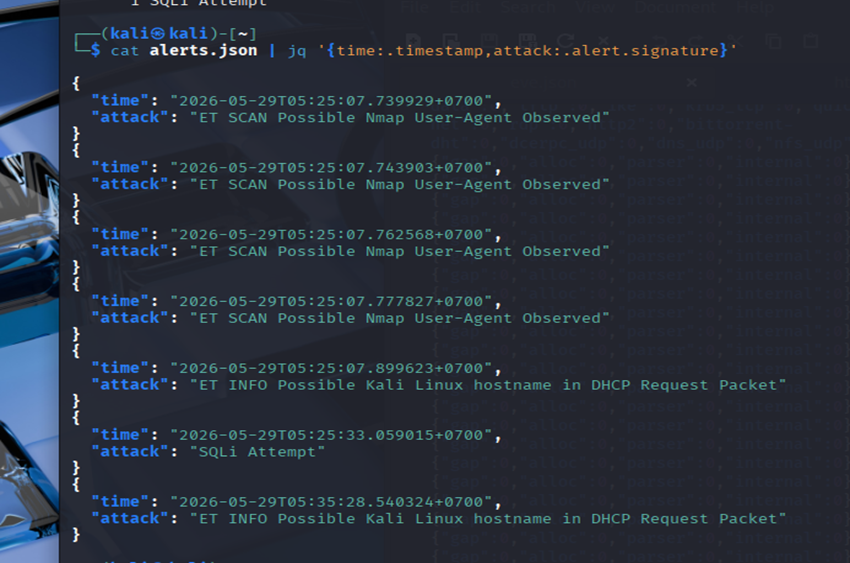 1 SQLi Attempt
File Edit Search View Document Help
┌──(kali㉿kali)-[~]
└─$ cat alerts.json | jq '{time:.timestamp,attack:.alert.signature}'
{
  "time": "2026-05-29T05:25:07.739929+0700",
  "attack": "ET SCAN Possible Nmap User-Agent Observed"
}
{
  "time": "2026-05-29T05:25:07.743903+0700",
  "attack": "ET SCAN Possible Nmap User-Agent Observed"
}
{
  "time": "2026-05-29T05:25:07.762568+0700",
  "attack": "ET SCAN Possible Nmap User-Agent Observed"
}
{
  "time": "2026-05-29T05:25:07.777827+0700",
  "attack": "ET SCAN Possible Nmap User-Agent Observed"
}
{
  "time": "2026-05-29T05:25:07.899623+0700",
  "attack": "ET INFO Possible Kali Linux hostname in DHCP Request Packet"
}
{
  "time": "2026-05-29T05:25:33.059015+0700",
  "attack": "SQLi Attempt"
}
{
  "time": "2026-05-29T05:35:28.540324+0700",
  "attack": "ET INFO Possible Kali Linux hostname in DHCP Request Packet"
}